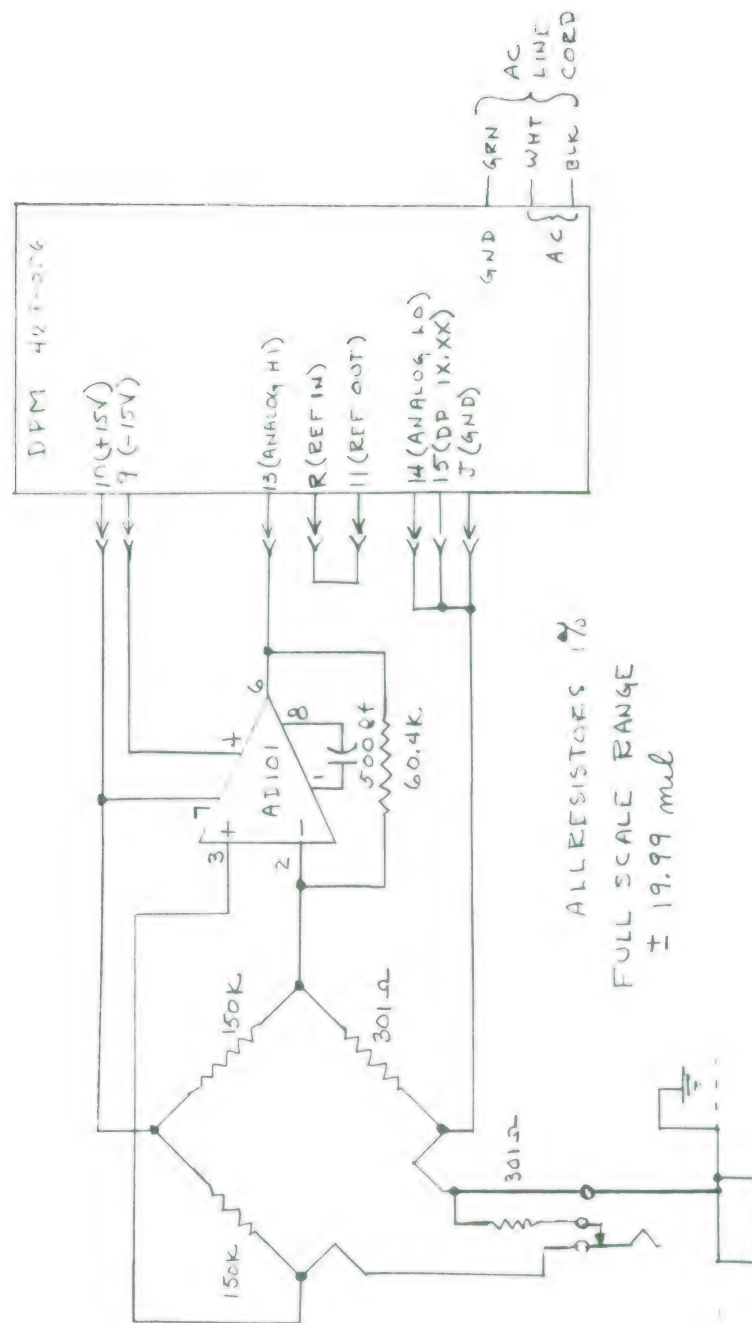 DPM
10(+15V)
9(-15V)
13(ANALOG HI)
R(REF IN)
11(REF OUT)
14(ANALOG LO)
15(DP 1X.XX)
J(GND)
GND
AC
GRN
WHT
BLK
AC
LINE
CORD
7
3
+
+
AD101
2
-
6
8
1
500pf
60.4K
150K
150K
301Ω
301Ω
ALL RESISTORS 1%
FULL SCALE RANGE
± 19.99 mil